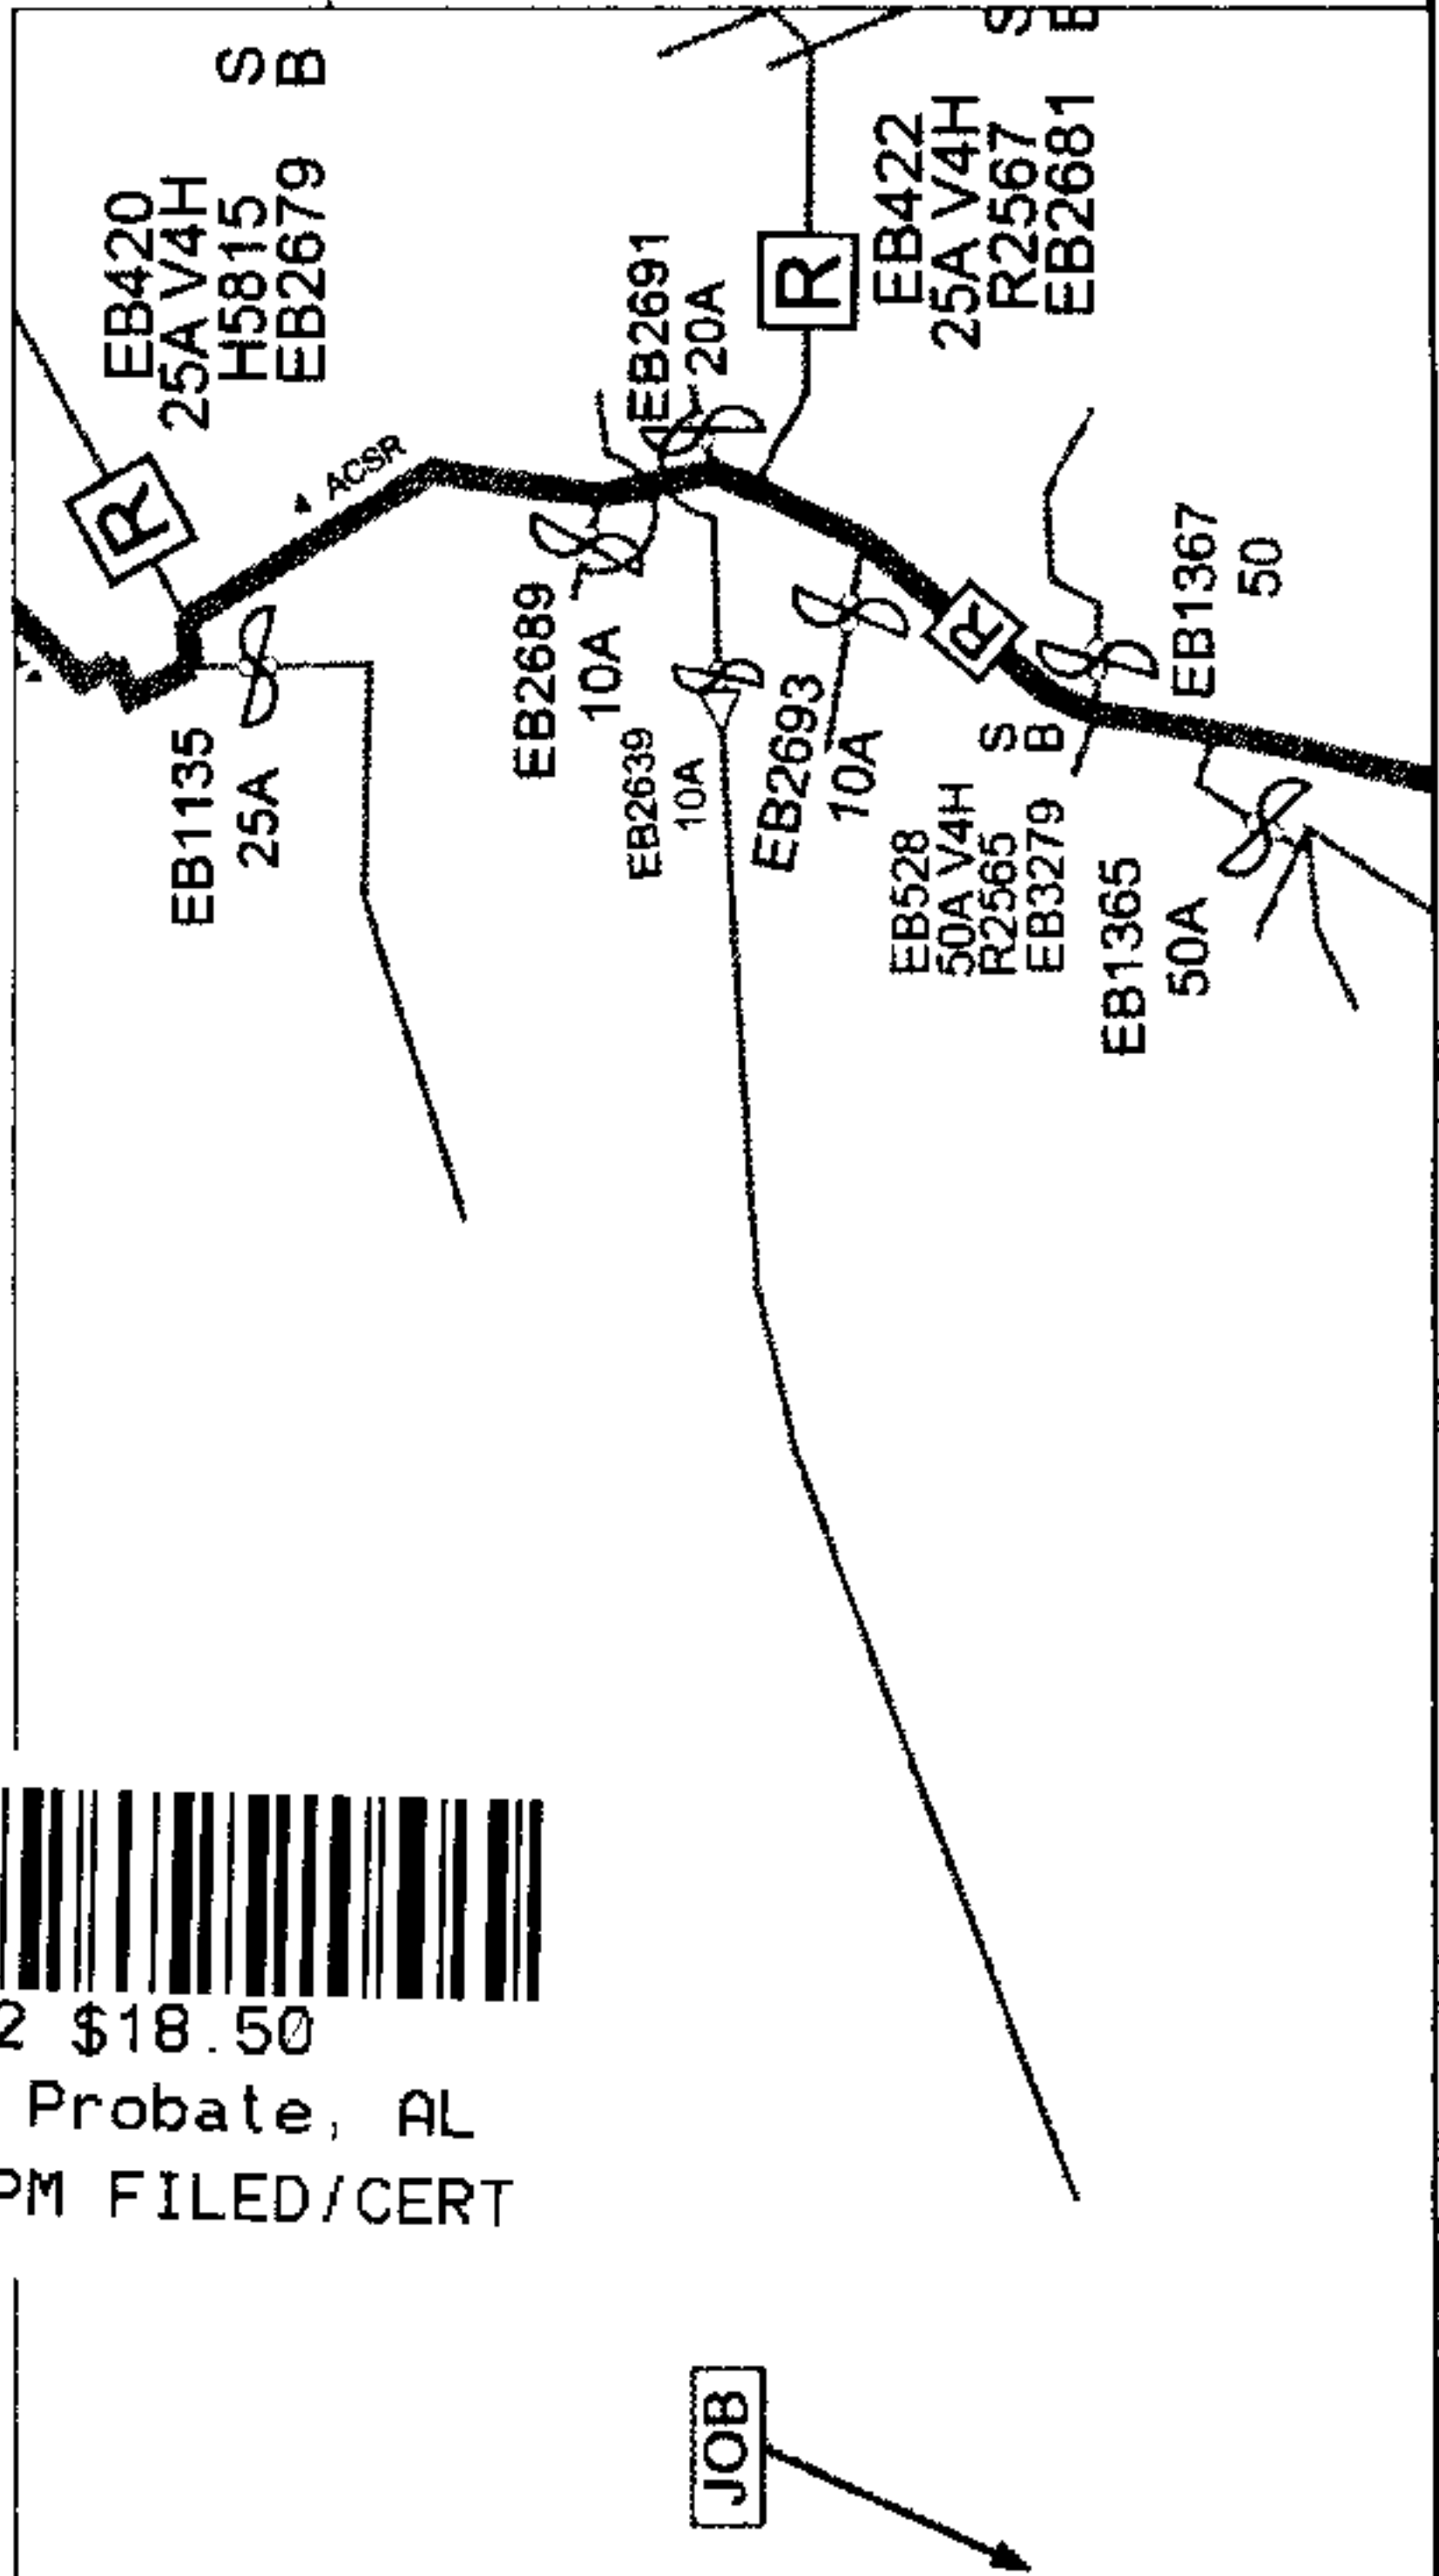 EB420
25A V4H
H5815 S
EB2679 B
R
ACSR
EB1135
25A
EB2689
10A
EB2691
20A
R
EB422
25A V4H
R2567 S
EB2681 B
EB2639
10A
EB2693
10A
R
EB528
50A V4H
R2565 S
EB3279 B
EB1367
50
EB1365
50A
2 $18.50
Probate, AL
PM FILED/CERT
JOB